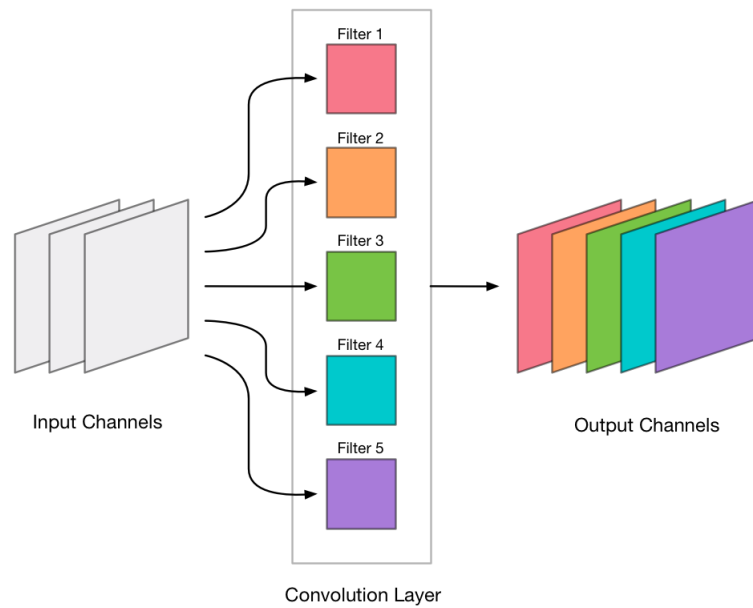 Filter 1
Filter 2
Filter 3
Filter 4
Filter 5
Input Channels
Output Channels
Convolution Layer